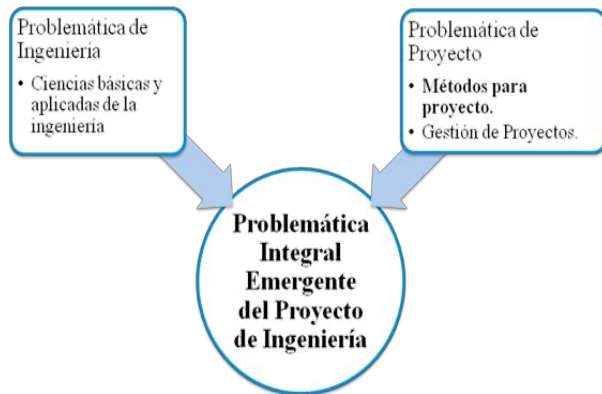 Problemática de
Ingeniería
• Ciencias básicas y
aplicadas de la
ingeniería
Problemática de
Proyecto
• Métodos para
proyecto.
• Gestión de Proyectos.
Problemática
Integral
Emergente
del Proyecto
de Ingeniería